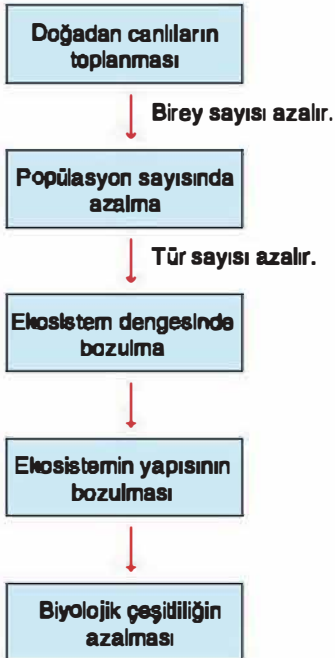 Doğadan canlıların
toplanması
Birey sayısı azalır.
Popülasyon sayısında
azalma
Tür sayısı azalır.
Ekosistem dengesinde
bozulma
Ekosistemin yapısının
bozulması
Biyolojik çeşitliliğin
azalması